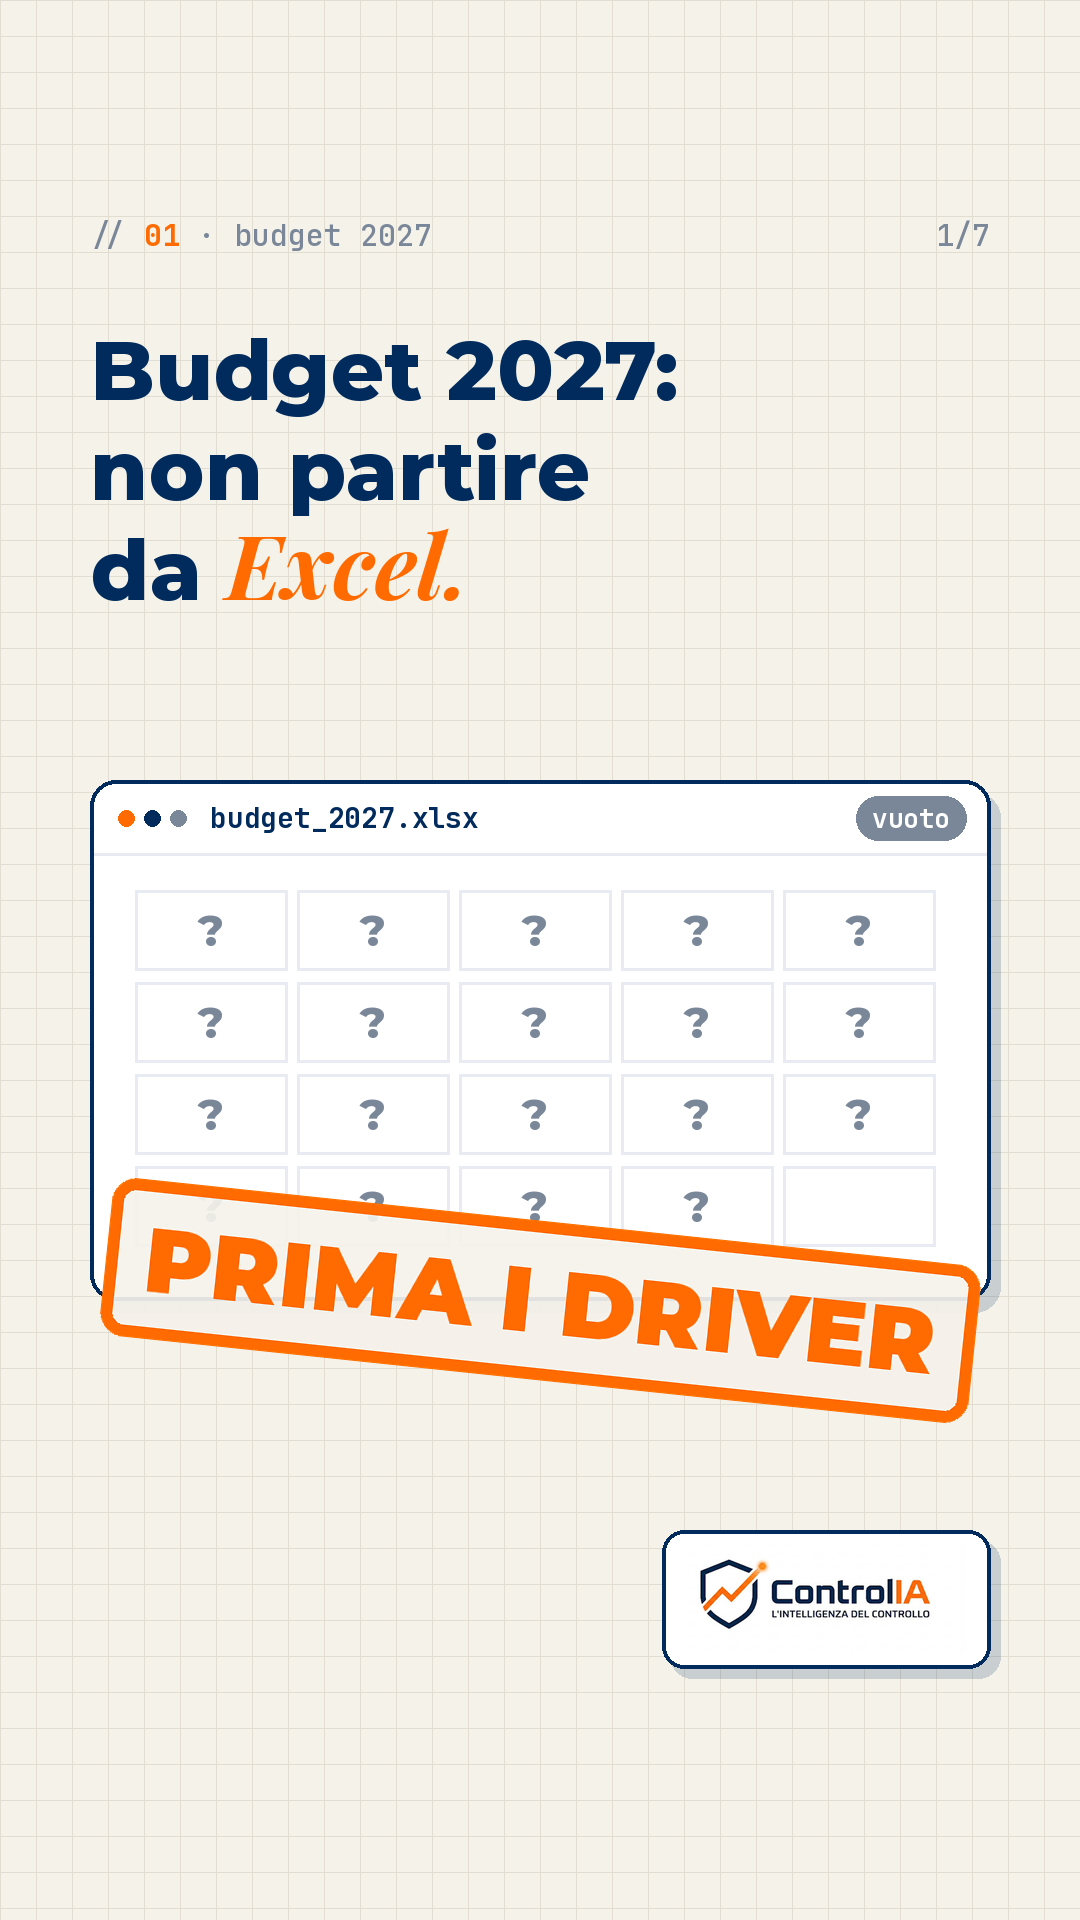 // 01 · budget 2027
1/7
Budget 2027:
non partire
da Excel.
budget_2027.xlsx
vuoto
? ? ? ? ?
? ? ? ? ?
? ? ? ? ?
? ? ? ?
PRIMA I DRIVER
ControlIA
L'INTELLIGENZA DEL CONTROLLO